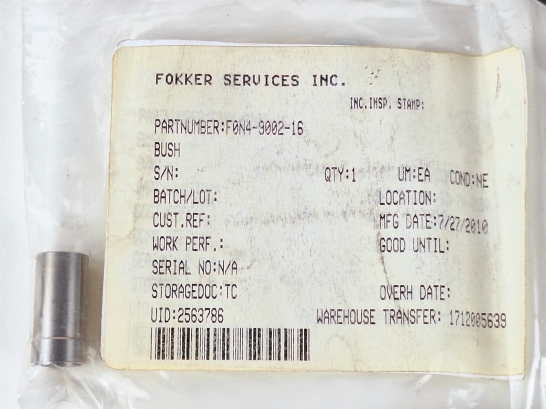 FOKKER SERVICES INC.
INC.INSP. STAMP:
PARTNUMBER:F0N4-9002-16
BUSH
S/N: QTY:1 UM:EA COND:NE
BATCH/LOT: LOCATION:
CUST.REF: MFG DATE:7/27/2010
WORK PERF.: GOOD UNTIL:
SERIAL NO:N/A
STORAGEDOC:TC OVERH DATE:
UID:2563786 WAREHOUSE TRANSFER: 1712005639